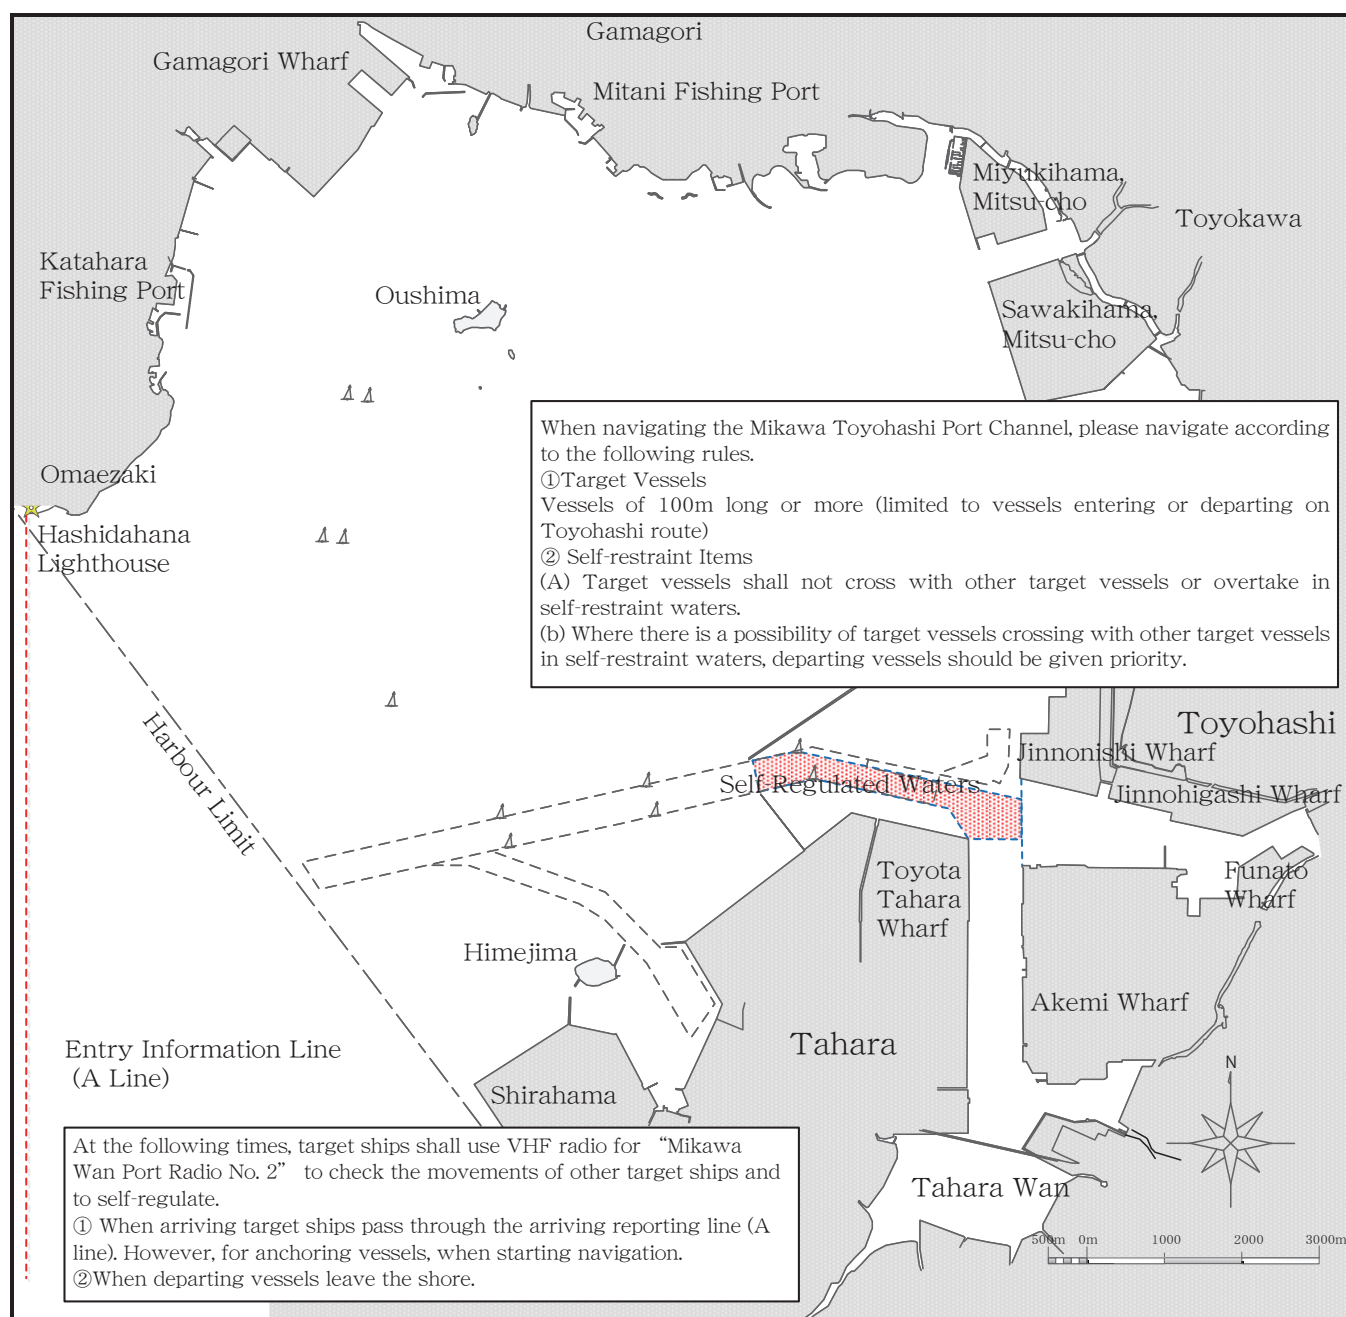 Gamagori
Gamagori Wharf
Mitani Fishing Port
Miyukihama,
Mitsu-cho
Toyokawa
Katahara
Fishing Port
Oushima
Sawakihama,
Mitsu-cho
When navigating the Mikawa Toyohashi Port Channel, please navigate according
to the following rules.
①Target Vessels
Vessels of 100m long or more (limited to vessels entering or departing on
Toyohashi route)
② Self-restraint Items
(A) Target vessels shall not cross with other target vessels or overtake in
self-restraint waters.
(b) Where there is a possibility of target vessels crossing with other target vessels
in self-restraint waters, departing vessels should be given priority.
Omaezaki
Hashidahana
Lighthouse
Harbour Limit
Toyohashi
Jinnonishi Wharf
Self Regulated Waters
Jinnohigashi Wharf
Toyota
Tahara
Wharf
Funato
Wharf
Himejima
Akemi Wharf
Entry Information Line
(A Line)
Tahara
Shirahama
N
At the following times, target ships shall use VHF radio for “Mikawa
Wan Port Radio No. 2” to check the movements of other target ships and
to self-regulate.
① When arriving target ships pass through the arriving reporting line (A
line). However, for anchoring vessels, when starting navigation.
②When departing vessels leave the shore.
Tahara Wan
500m 0m 1000 2000 3000m